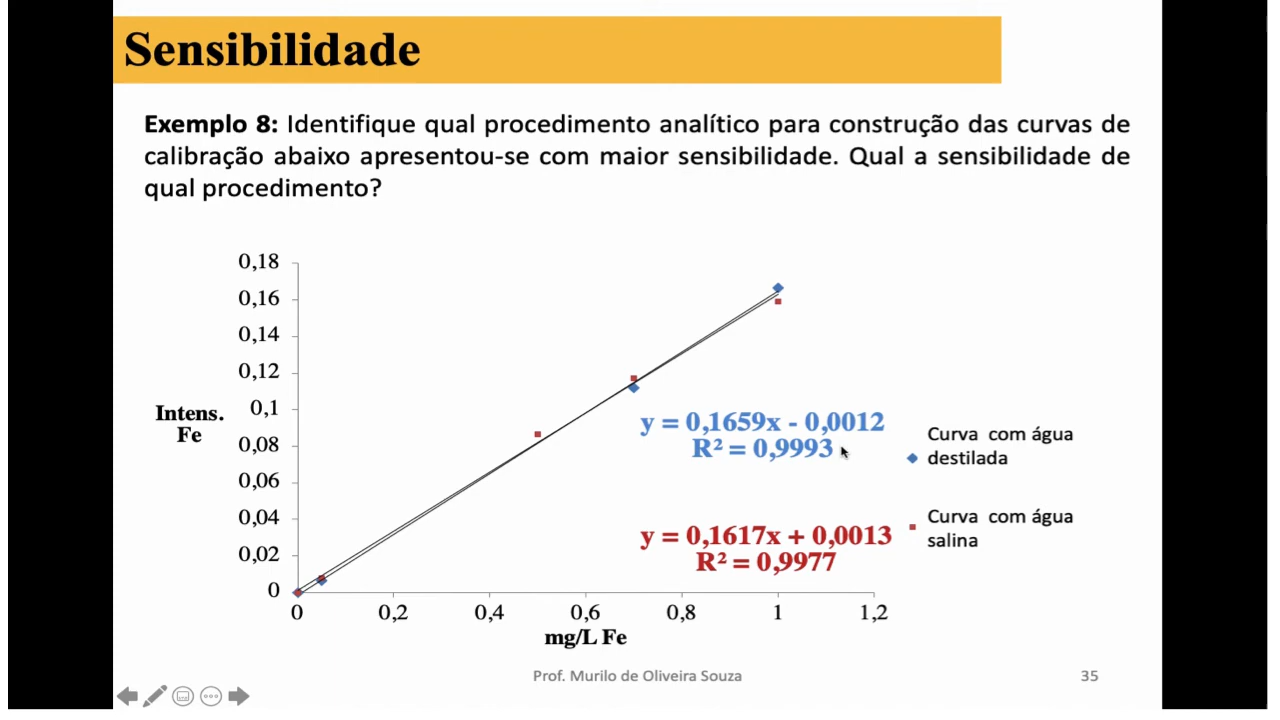 Sensibilidade
Exemplo 8: Identifique qual procedimento analítico para construção das curvas de
calibração abaixo apresentou-se com maior sensibilidade. Qual a sensibilidade de
qual procedimento?
0,18
0,16
0,14
0,12
0,1
0,08
0,06
0,04
0,02
0
Intens.
Fe
y = 0,1659x - 0,0012
R² = 0,9993
y = 0,1617x + 0,0013
R² = 0,9977
Curva com água
destilada
Curva com água
salina
0 0,2 0,4 0,6 0,8 1 1,2
mg/L Fe
Prof. Murilo de Oliveira Souza
35